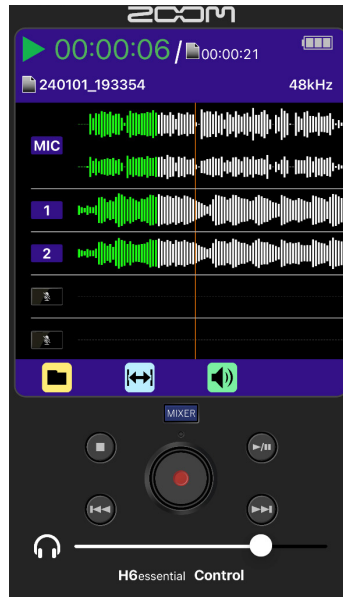 ZOOM
00:00:06/00:00:21
240101_193354 48kHz
MIC
1
2
MIXER
H6essential Control